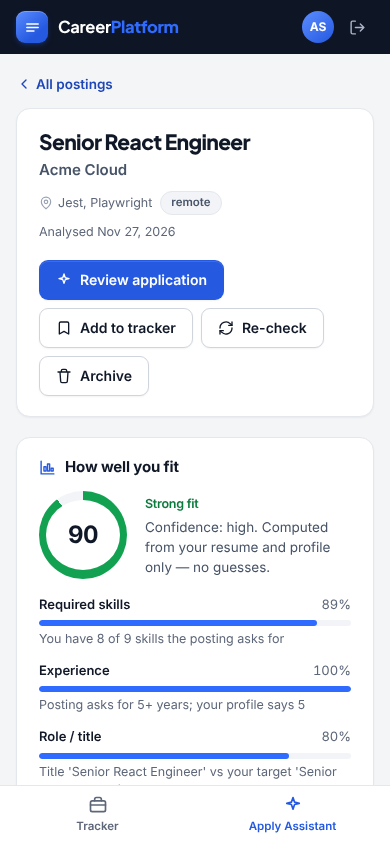 CareerPlatform
AS
All postings
Senior React Engineer
Acme Cloud
Jest, Playwright remote
Analysed Nov 27, 2026
Review application
Add to tracker Re-check
Archive
How well you fit
90
Strong fit
Confidence: high. Computed
from your resume and profile
only — no guesses.
Required skills 89%
You have 8 of 9 skills the posting asks for
Experience 100%
Posting asks for 5+ years; your profile says 5
Role / title 80%
Title 'Senior React Engineer' vs your target 'Senior
Tracker Apply Assistant